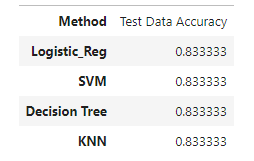 Method Test Data Accuracy
Logistic_Reg 0.833333
SVM 0.833333
Decision Tree 0.833333
KNN 0.833333